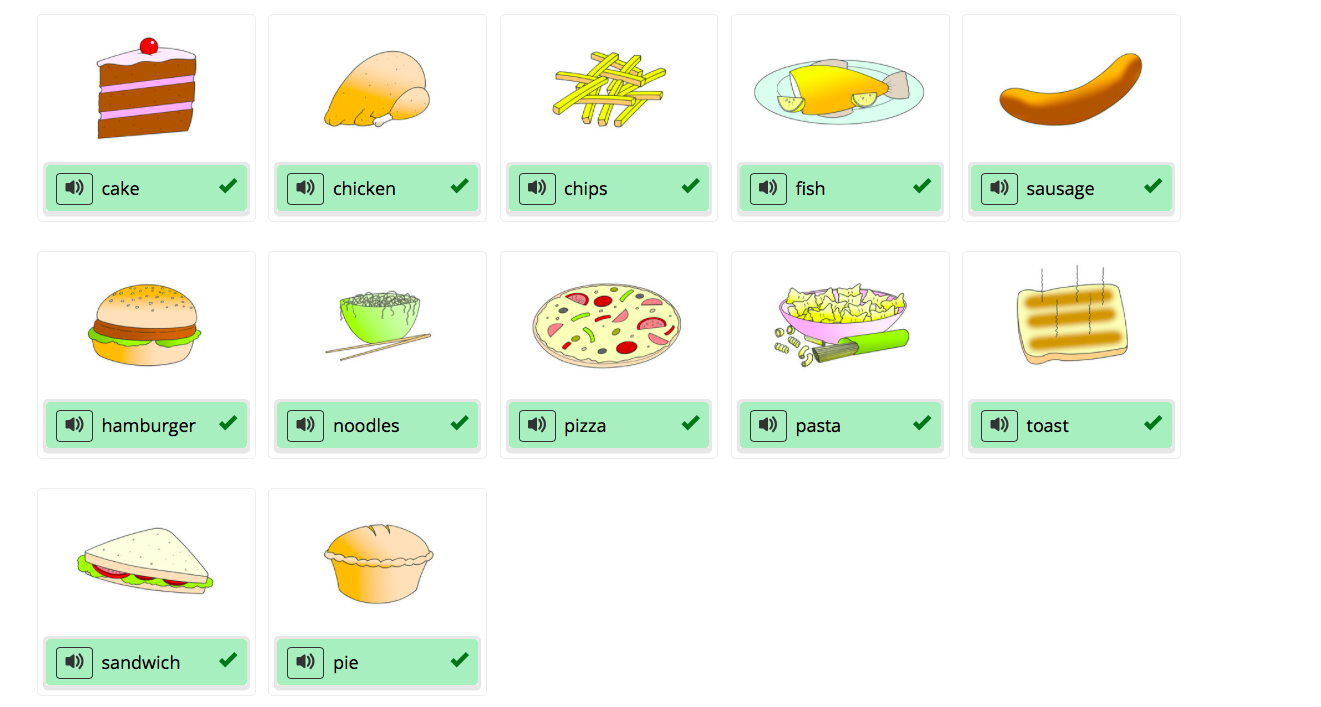 cake
chicken
chips
fish
sausage
hamburger
noodles
pizza
pasta
toast
sandwich
pie